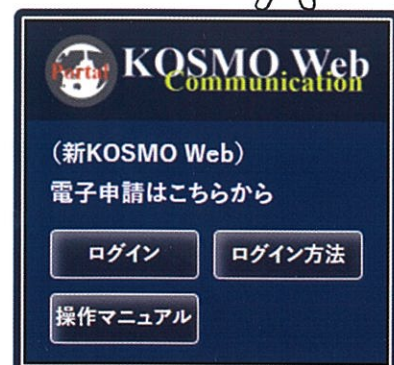 Portal
KOSMO Web
Communication
（新KOSMO Web）
電子申請はこちらから
ログイン
ログイン方法
操作マニュアル